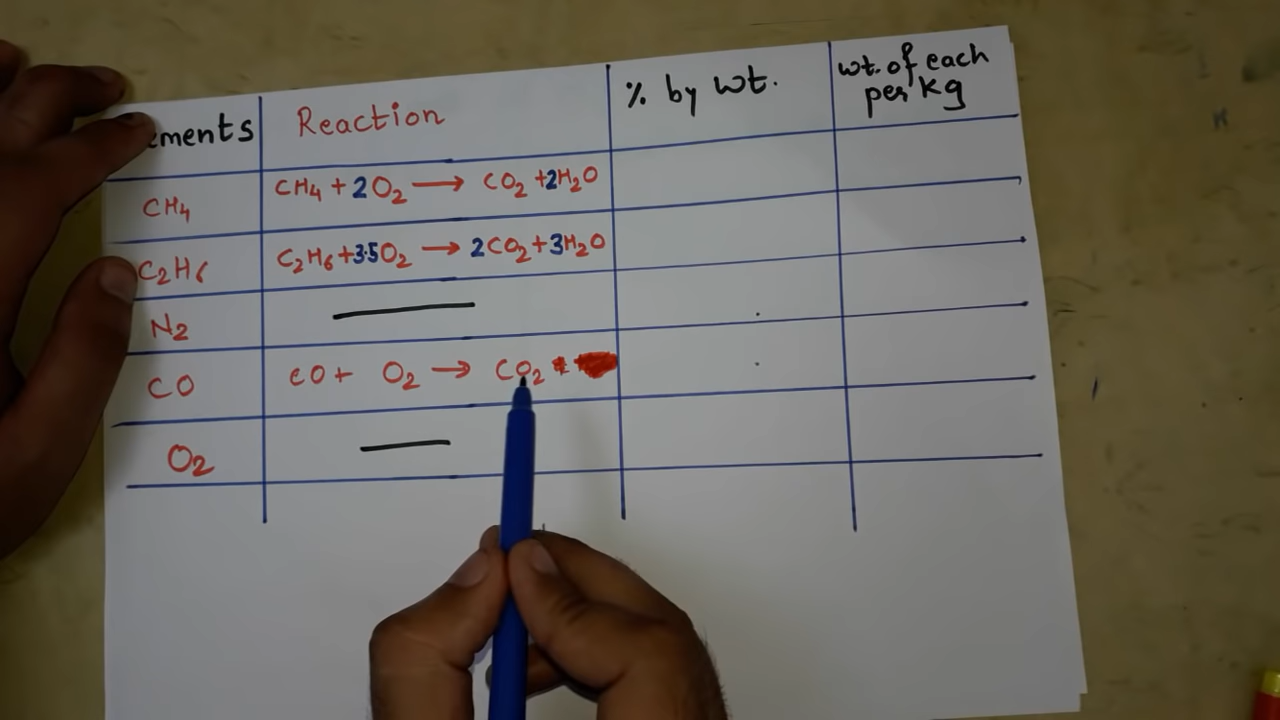 ements Reaction % by wt. wt. of each per kg
CH4 CH4 + 2O2 → CO2 + 2H2O
C2H6 C2H6 + 3.5O2 → 2CO2 + 3H2O
N2
CO CO + O2 → CO2
O2